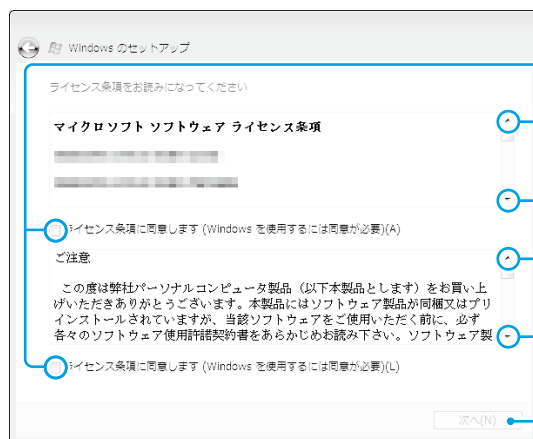 Windows のセットアップ
ライセンス条項をお読みになってください
マイクロソフト ソフトウェア ライセンス条項
ライセンス条項に同意します (Windows を使用するには同意が必要)(A)
ご注意
この度は弊社パーソナルコンピュータ製品（以下本製品とします）をお買い上
げいただきありがとうございます。本製品にはソフトウェア製品が同梱又はプリ
インストールされていますが、当該ソフトウェアをご使用いただく前に、必ず
各々のソフトウェア使用許諾契約書をあらかじめお読み下さい。ソフトウェア製
ライセンス条項に同意します (Windows を使用するには同意が必要)(L)
次へ(N)